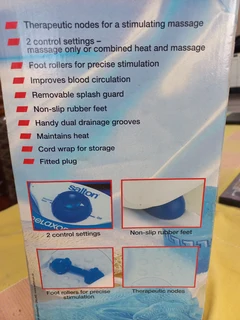 Therapeutic nodes for a stimulating massage
2 control settings –
massage only or combined heat and massage
Foot rollers for precise stimulation
Improves blood circulation
Removable splash guard
Non-slip rubber feet
Handy dual drainage grooves
Maintains heat
Cord wrap for storage
Fitted plug
salton
2 control settings
Non-slip rubber feet
Foot rollers for precise
stimulation
Therapeutic nodes